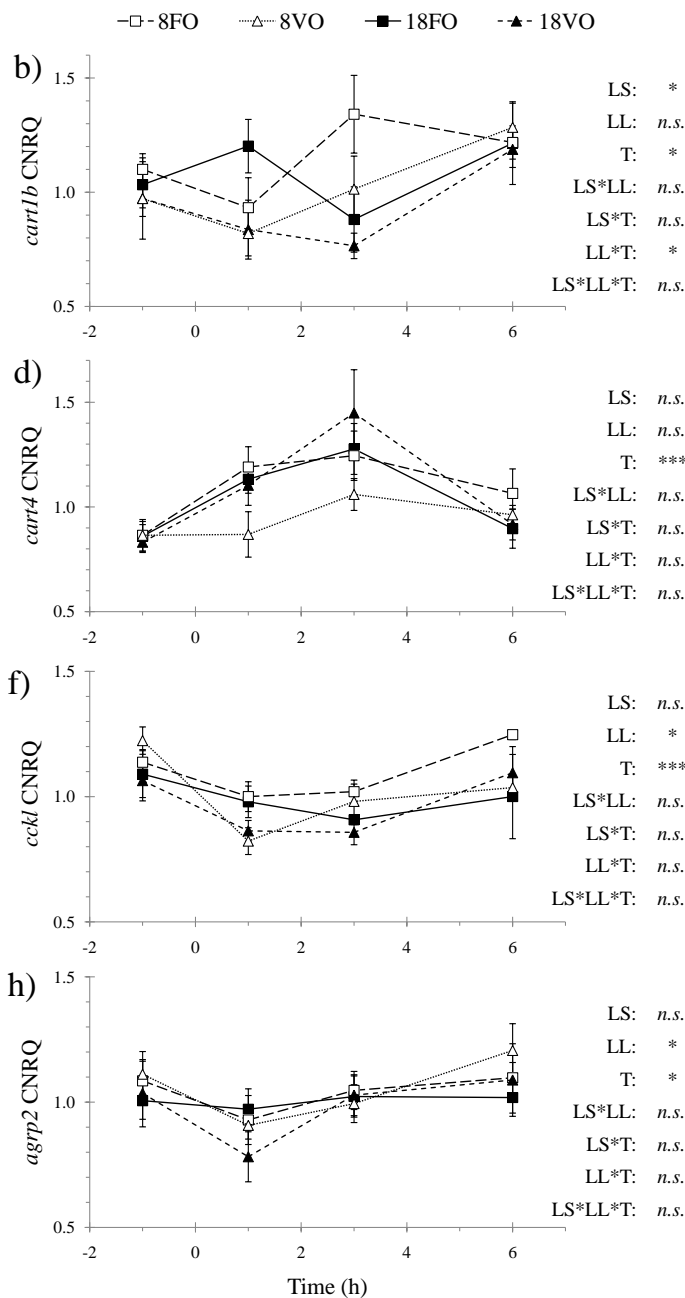 8FO 8VO 18FO 18VO
b)
cart1b CNRQ
1.5
1.0
0.5
-2 0 2 4 6
LS: *
LL: n.s.
T: *
LS*LL: n.s.
LS*T: n.s.
LL*T: *
LS*LL*T: n.s.
d)
cart4 CNRQ
1.5
1.0
0.5
-2 0 2 4 6
LS: n.s.
LL: n.s.
T: ***
LS*LL: n.s.
LS*T: n.s.
LL*T: n.s.
LS*LL*T: n.s.
f)
cckl CNRQ
1.5
1.0
0.5
-2 0 2 4 6
LS: n.s.
LL: *
T: ***
LS*LL: n.s.
LS*T: n.s.
LL*T: n.s.
LS*LL*T: n.s.
h)
agrp2 CNRQ
1.5
1.0
0.5
-2 0 2 4 6
Time (h)
LS: n.s.
LL: *
T: *
LS*LL: n.s.
LS*T: n.s.
LL*T: n.s.
LS*LL*T: n.s.